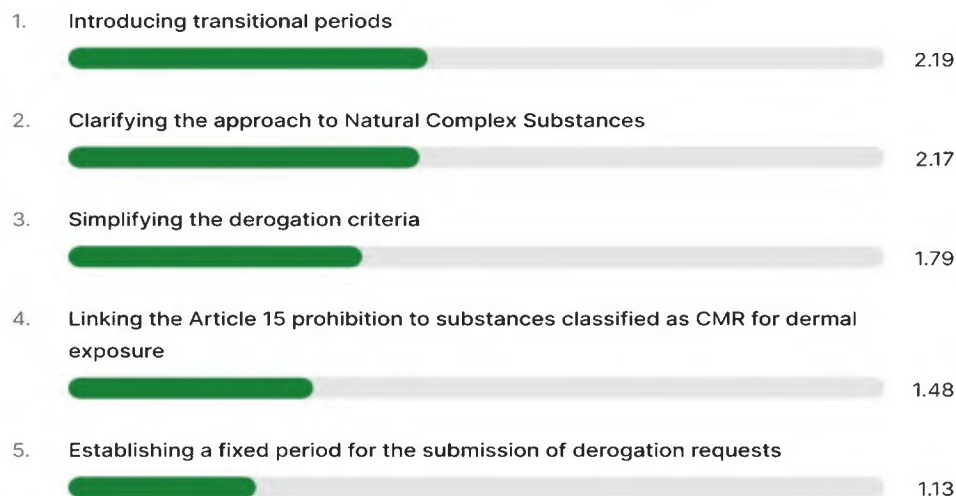 1. Introducing transitional periods
2.19
2. Clarifying the approach to Natural Complex Substances
2.17
3. Simplifying the derogation criteria
1.79
4. Linking the Article 15 prohibition to substances classified as CMR for dermal
exposure
1.48
5. Establishing a fixed period for the submission of derogation requests
1.13